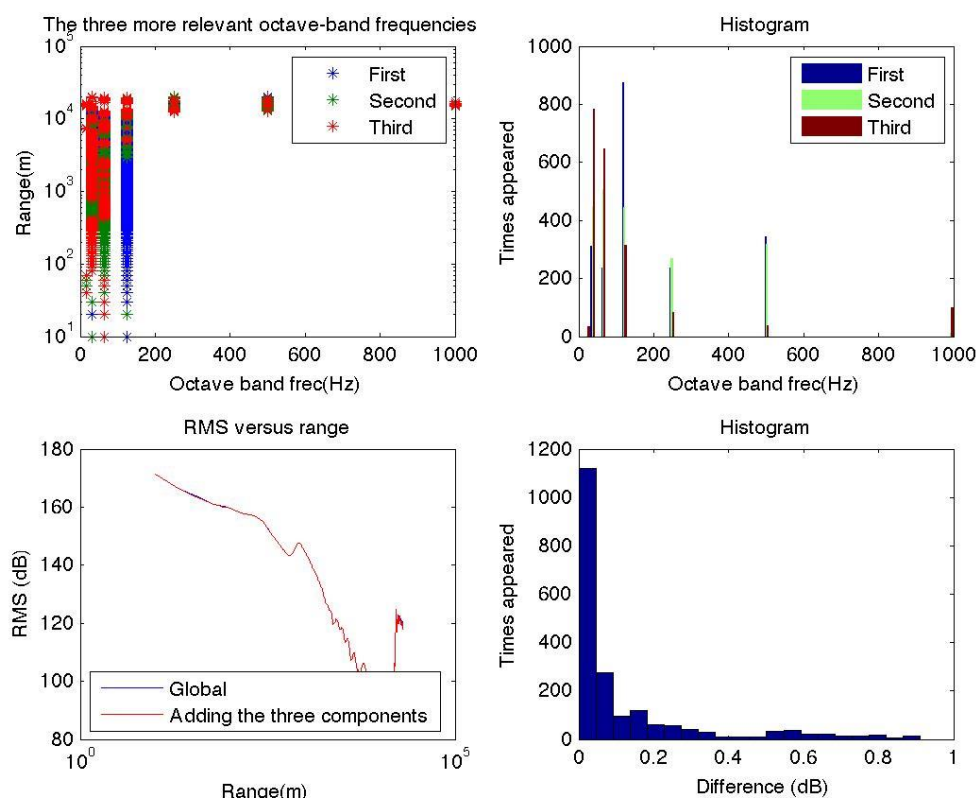 The three more relevant octave-band frequencies
10^5
10^4
10^3
10^2
10^1
Range(m)
First
Second
Third
0 200 400 600 800 1000
Octave band frec(Hz)
Histogram
1000
800
600
400
200
0
Times appeared
First
Second
Third
0 200 400 600 800 1000
Octave band frec(Hz)
RMS versus range
180
160
140
120
100
80
RMS (dB)
Global
Adding the three components
10^0 10^5
Range(m)
Histogram
1200
1000
800
600
400
200
0
Times appeared
0 0.2 0.4 0.6 0.8 1
Difference (dB)